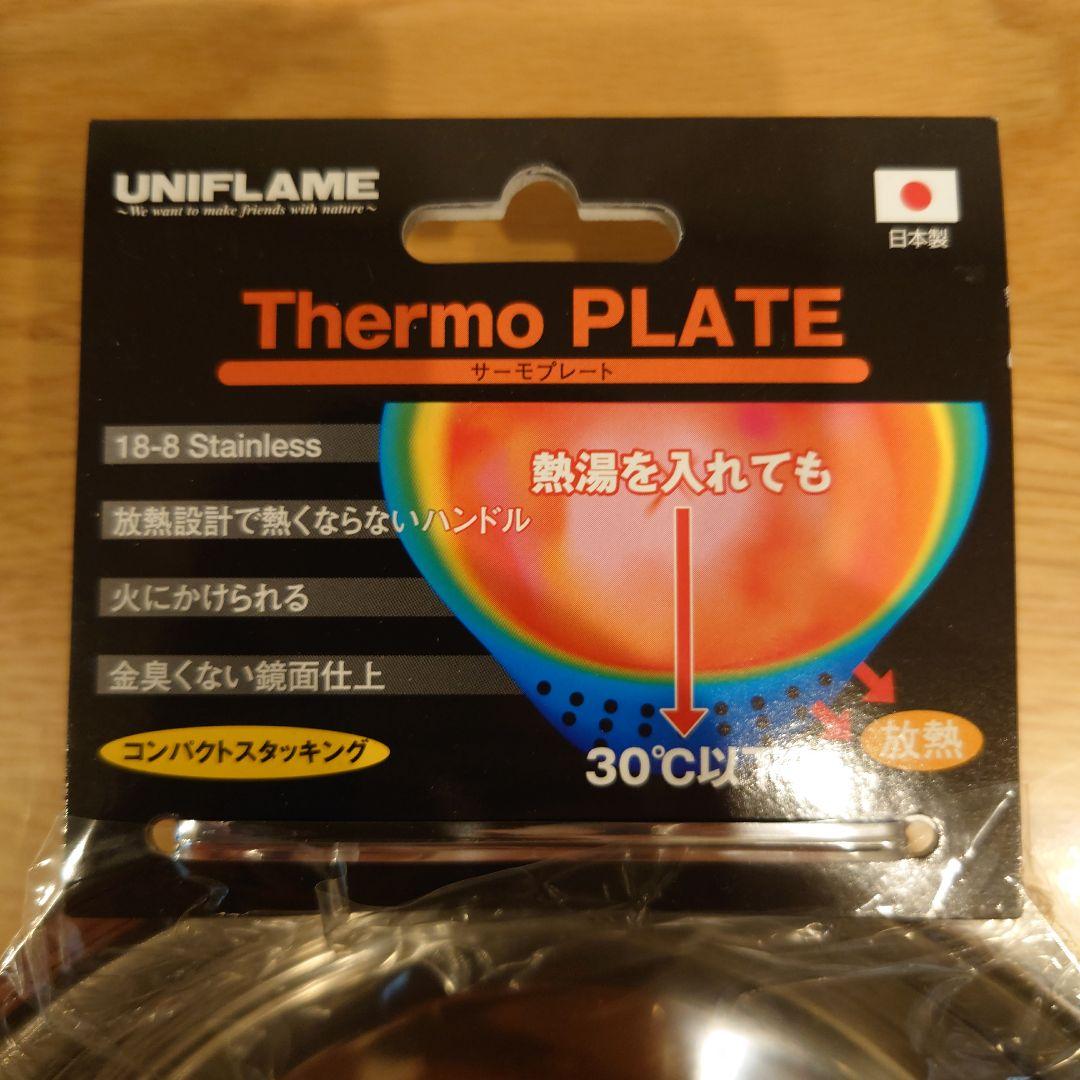 UNIFLAME
~We want to make friends with nature~
日本製
Thermo PLATE
サーモプレート
18-8 Stainless
熱湯を入れても
放熱設計で熱くならないハンドル
火にかけられる
金臭くない鏡面仕上
コンパクトスタッキング
放熱
30℃以下